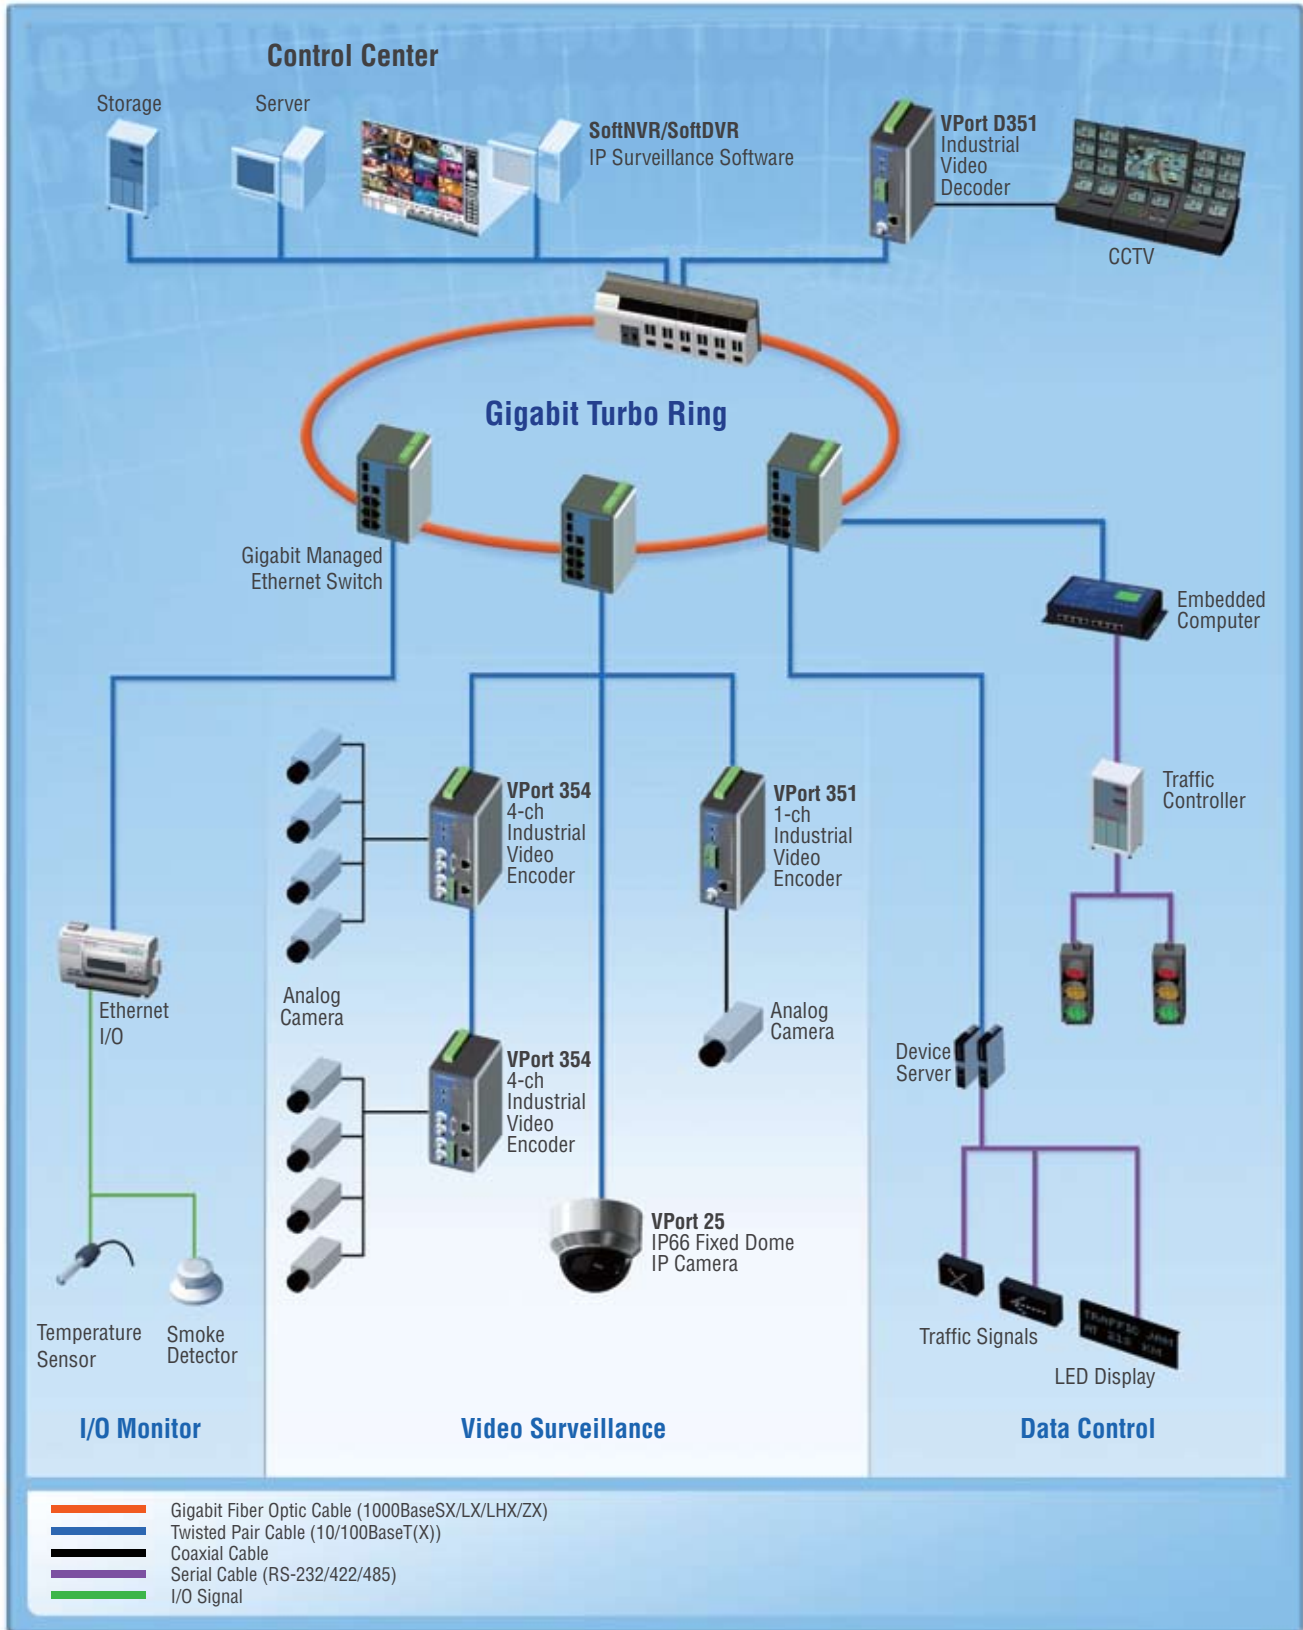 Control Center
Storage
Server
SoftNVR/SoftDVR
IP Surveillance Software
VPort D351
Industrial
Video
Decoder
CCTV
Gigabit Turbo Ring
Gigabit Managed
Ethernet Switch
Embedded
Computer
VPort 354
4-ch
Industrial
Video
Encoder
VPort 351
1-ch
Industrial
Video
Encoder
Traffic
Controller
Analog
Camera
Ethernet
I/O
Analog
Camera
Device
Server
VPort 354
4-ch
Industrial
Video
Encoder
VPort 25
IP66 Fixed Dome
IP Camera
Temperature
Sensor
Smoke
Detector
Traffic Signals
TRAFFIC JAM
AT 215 KM
LED Display
I/O Monitor
Video Surveillance
Data Control
Gigabit Fiber Optic Cable (1000BaseSX/LX/LHX/ZX)
Twisted Pair Cable (10/100BaseT(X))
Coaxial Cable
Serial Cable (RS-232/422/485)
I/O Signal